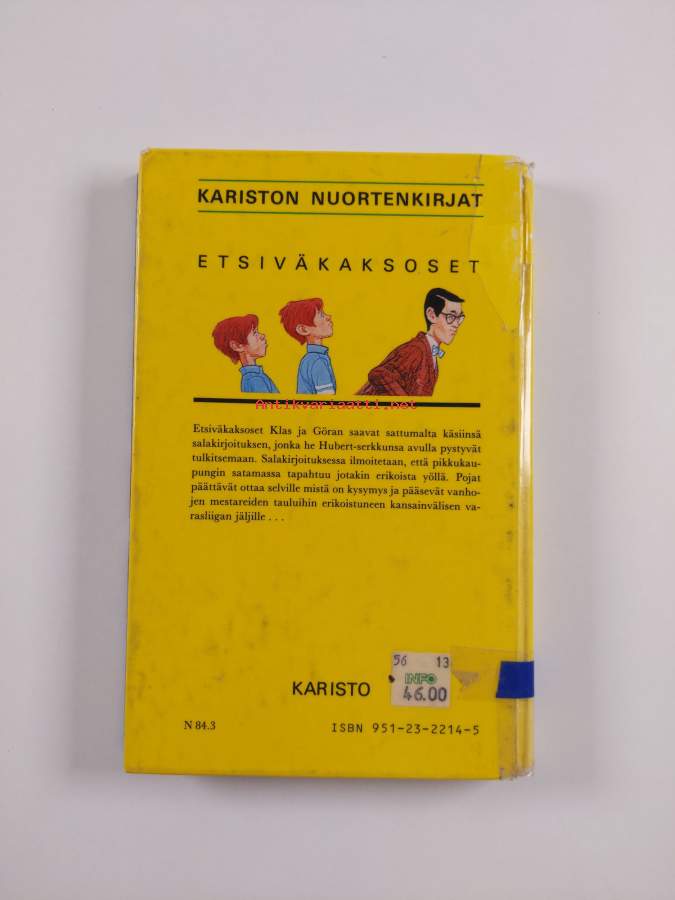 KARISTON NUORTENKIRJAT
ETSIVÄKAKSOSET
Antikvariaatti.net
Etsiväkaksoset Klas ja Göran saavat sattumalta käsiinsä
salakirjoituksen, jonka he Hubert-serkkunsa avulla pystyvät
tulkitsemaan. Salakirjoituksessa ilmoitetaan, että pikkukau-
pungin satamassa tapahtuu jotakin erikoista yöllä. Pojat
päättävät ottaa selville mistä on kysymys ja pääsevät vanho-
jen mestareiden tauluihin erikoistuneen kansainvälisen va-
rasliigan jäljille . . .
56 13
INFO
46.00
KARISTO
N 84.3
ISBN 951-23-2214-5